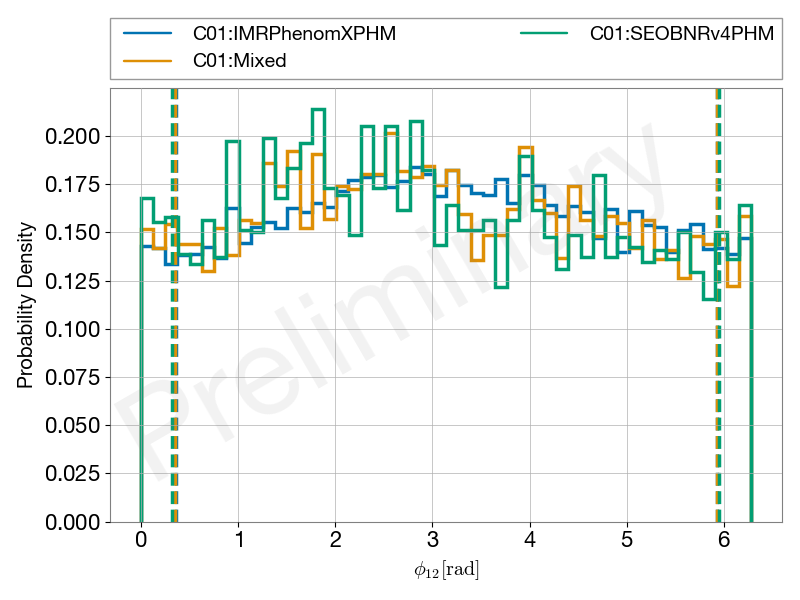 C01:IMRPhenomXPHM
C01:Mixed
C01:SEOBNRv4PHM
Preliminary
Probability Density
0.200
0.175
0.150
0.125
0.100
0.075
0.050
0.025
0.000
0 1 2 3 4 5 6
ϕ₁₂[rad]